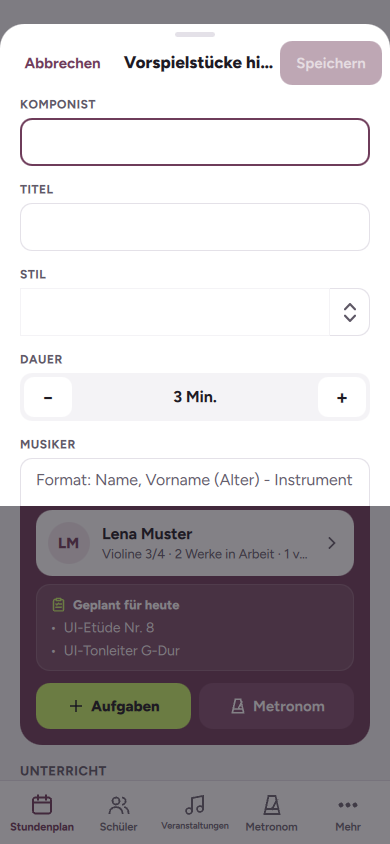 Abbrechen
Vorspielstücke hi...
Speichern
KOMPONIST
TITEL
STIL
DAUER
−
3 Min.
+
MUSIKER
Format: Name, Vorname (Alter) - Instrument
LM
Lena Muster
Violine 3/4 · 2 Werke in Arbeit · 1 v...
Geplant für heute
• UI-Etüde Nr. 8
• UI-Tonleiter G-Dur
+ Aufgaben
Metronom
UNTERRICHT
Stundenplan
Schüler
Veranstaltungen
Metronom
Mehr